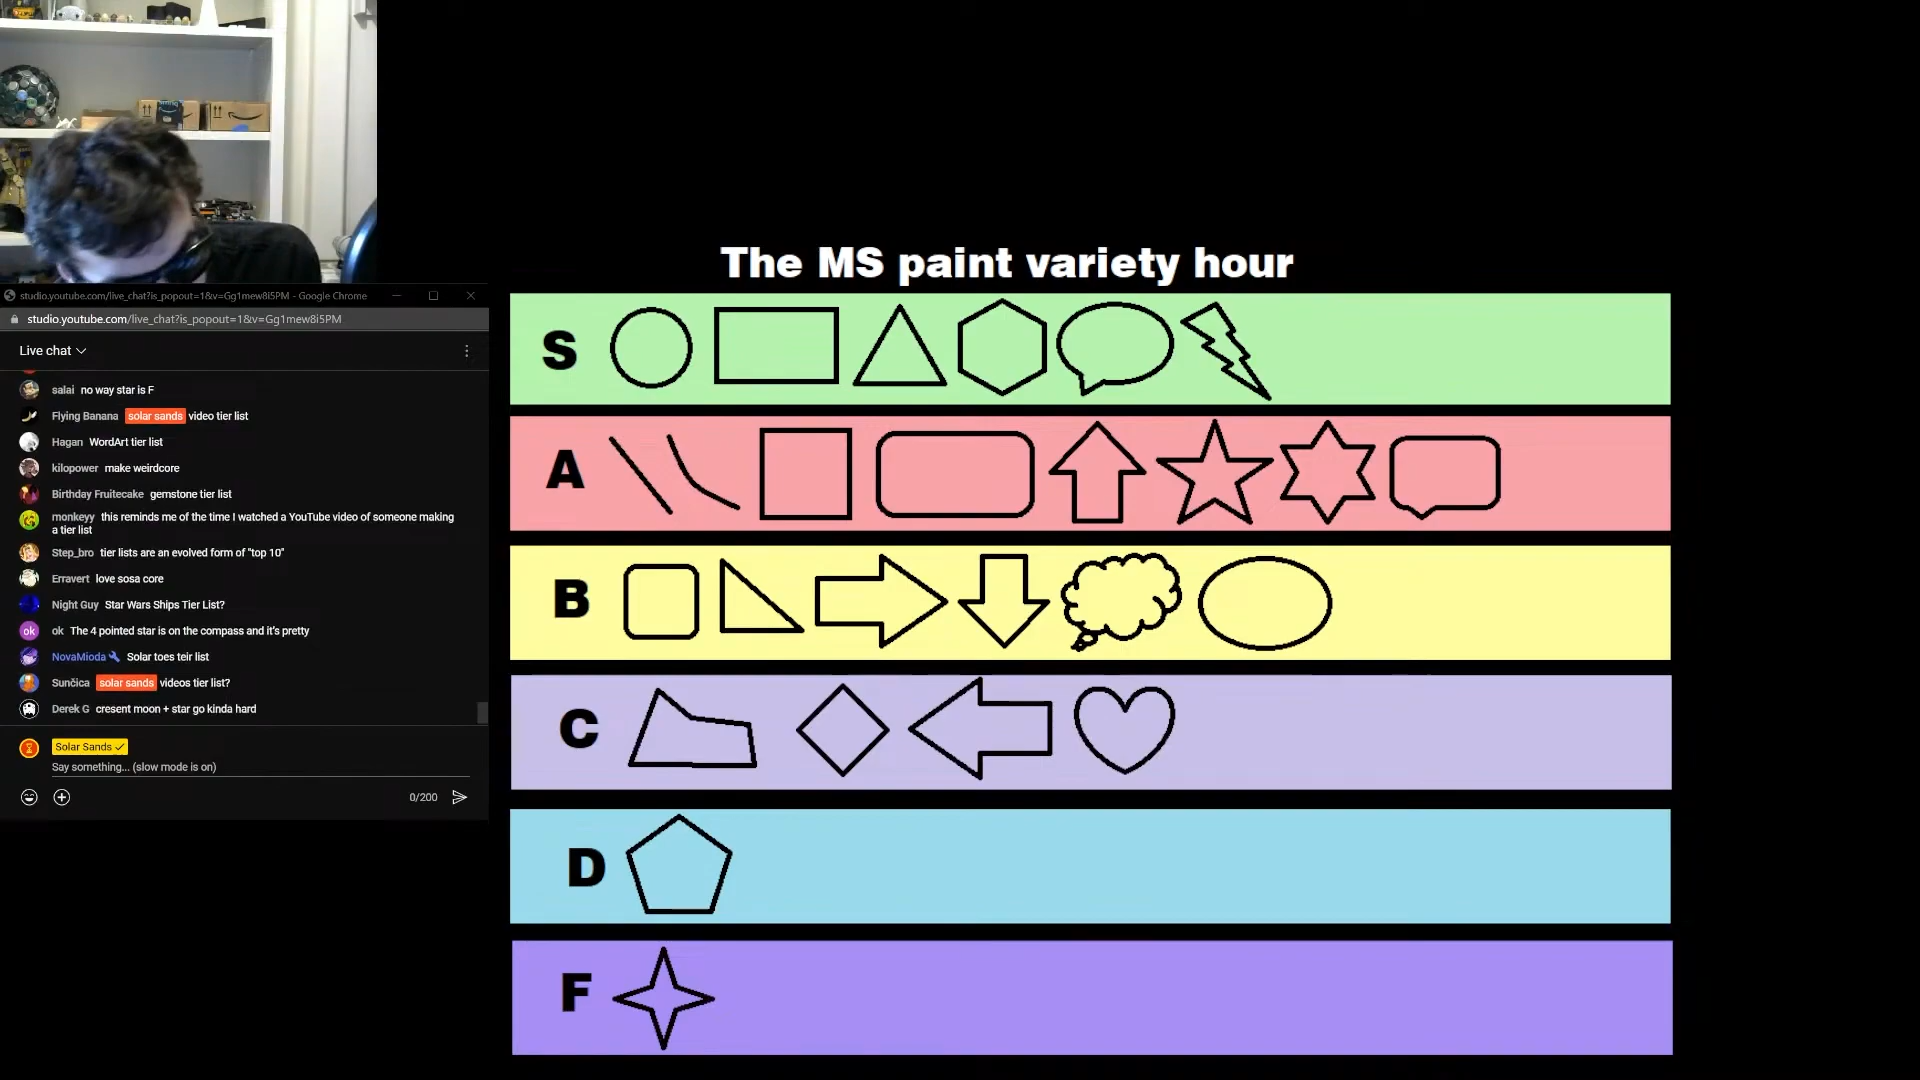 The MS paint variety hour
studio.youtube.com/live_chat?is_popout=1&v=Gg1mew8i5PM - Google Chrome
studio.youtube.com/live_chat?is_popout=1&v=Gg1mew8i5PM
Live chat
salai no way star is F
Flying Banana solar sands video tier list
Hagan WordArt tier list
kilopower make weirdcore
Birthday Fruitecake gemstone tier list
monkeyy this reminds me of the time I watched a YouTube video of someone making
a tier list
Step_bro tier lists are an evolved form of "top 10"
Erravert love sosa core
Night Guy Star Wars Ships Tier List?
ok ok The 4 pointed star is on the compass and it's pretty
NovaMioda Solar toes teir list
Sunčica solar sands videos tier list?
Derek G cresent moon + star go kinda hard
Solar Sands
Say something... (slow mode is on)
0/200
S
A
B
C
D
F